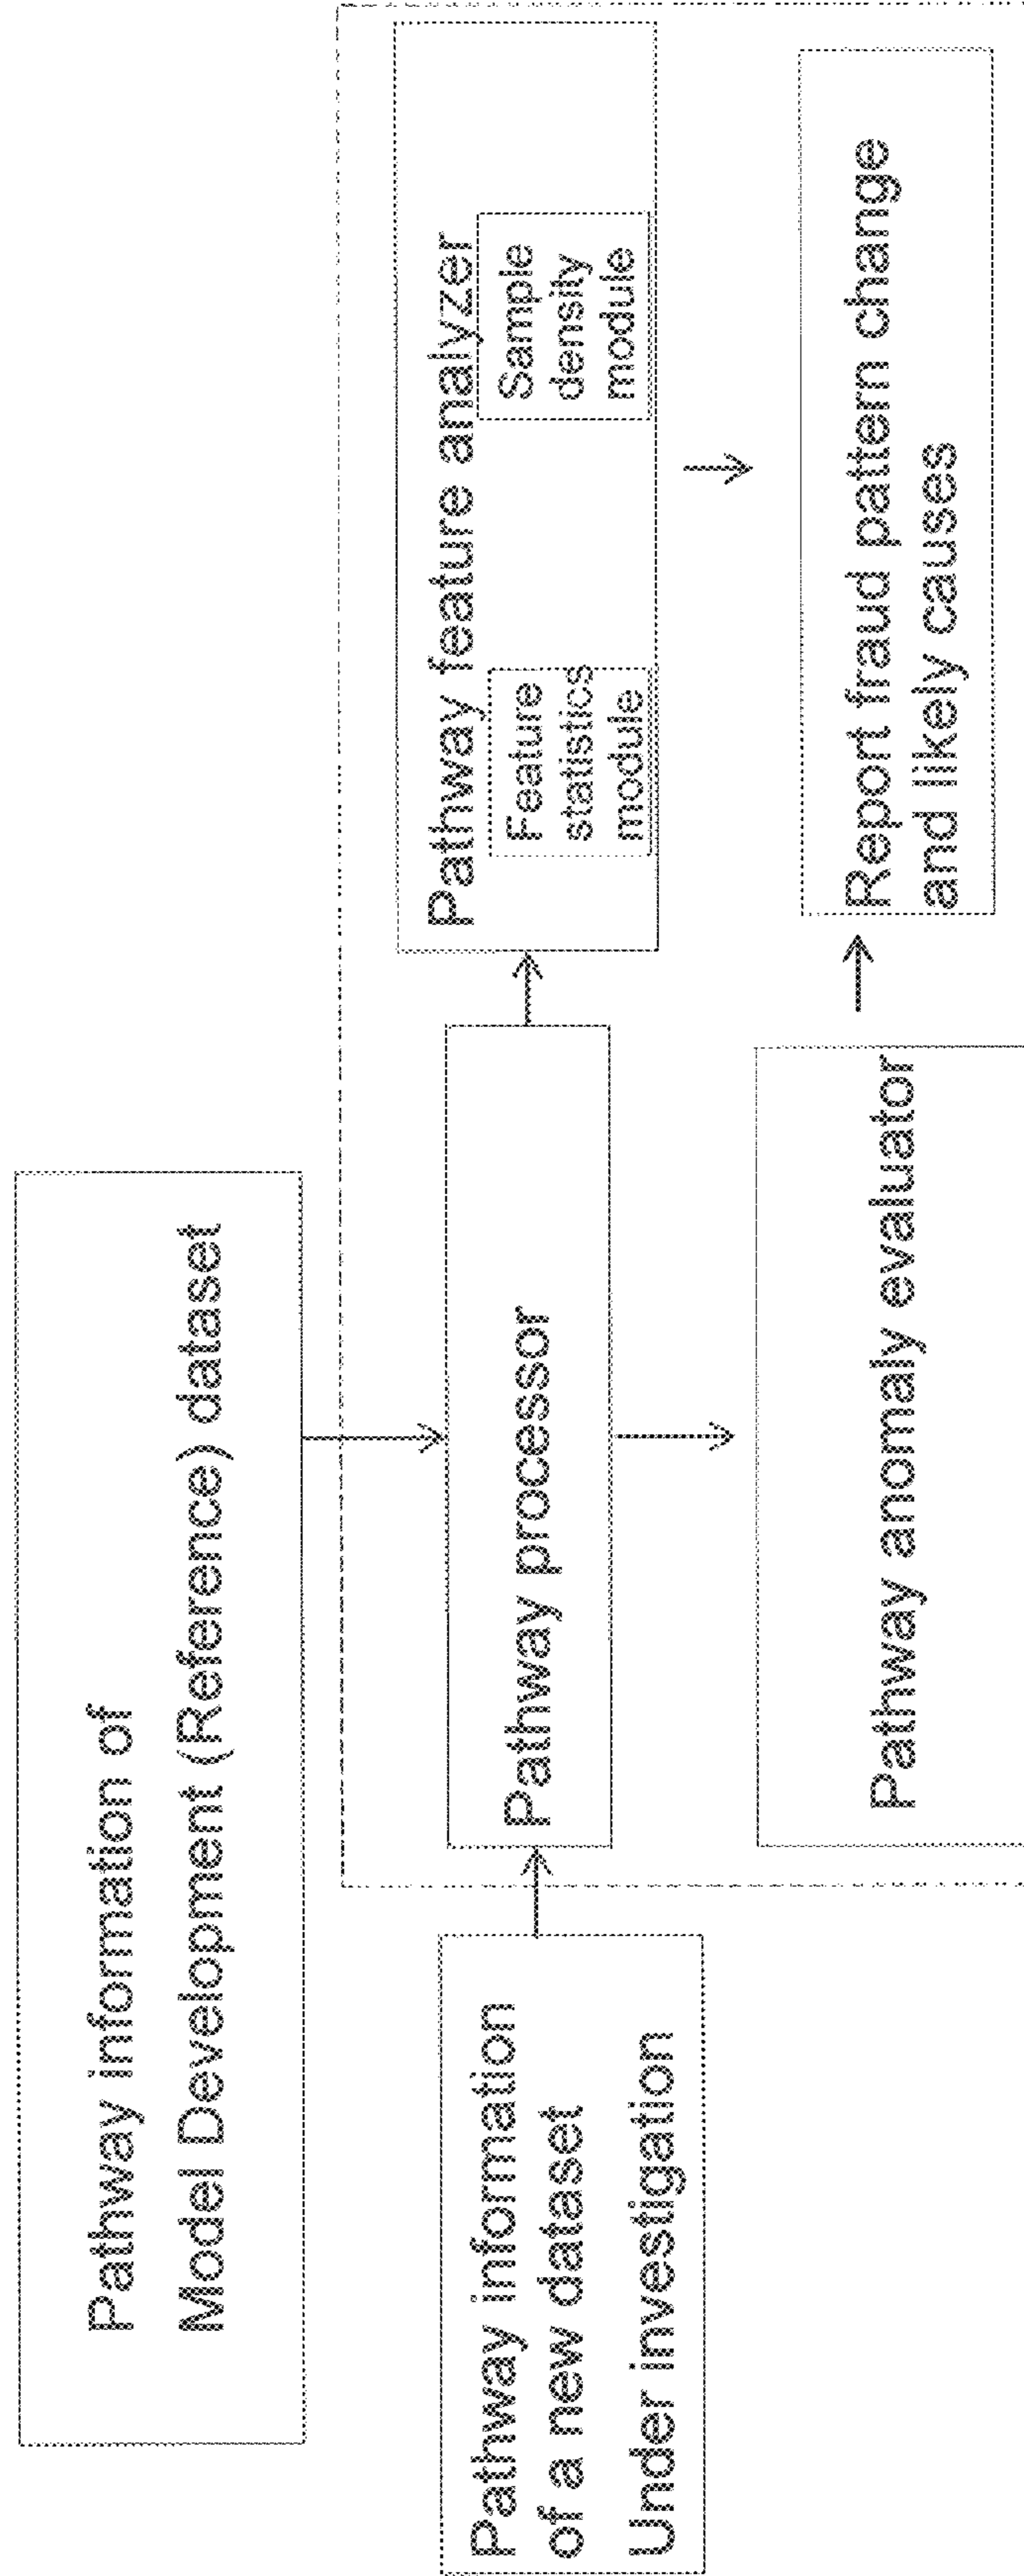 Pathway information of
Model Development (Reference) dataset
Pathway information
of a new dataset
Under investigation
Pathway processor
Pathway feature analyzer
Feature
statistics
module
Sample
density
module
Pathway anomaly evaluator
Report fraud pattern change
and likely causes